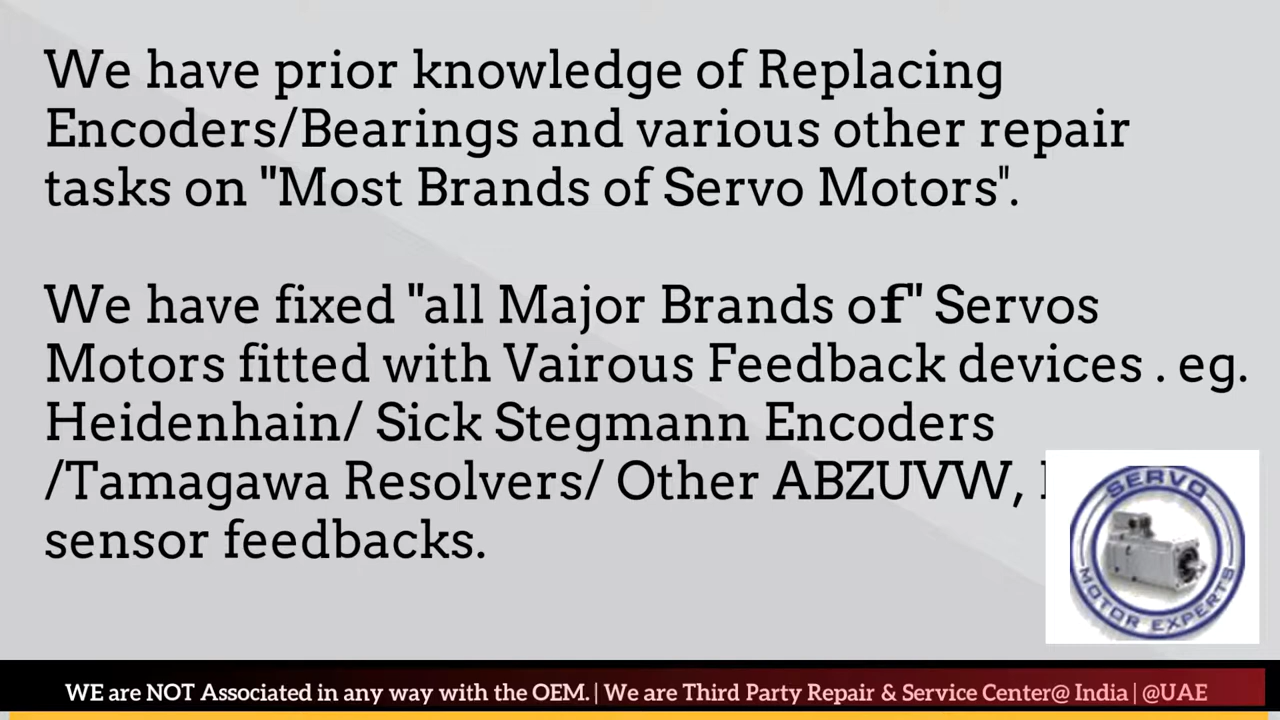 We have prior knowledge of Replacing
Encoders/Bearings and various other repair
tasks on "Most Brands of Servo Motors".
We have fixed "all Major Brands of" Servos
Motors fitted with Vairous Feedback devices . eg.
Heidenhain/ Sick Stegmann Encoders
/Tamagawa Resolvers/ Other ABZUVW,
sensor feedbacks.
SERVO
MOTOR EXPERTS
WE are NOT Associated in any way with the OEM. | We are Third Party Repair & Service Center@ India | @UAE